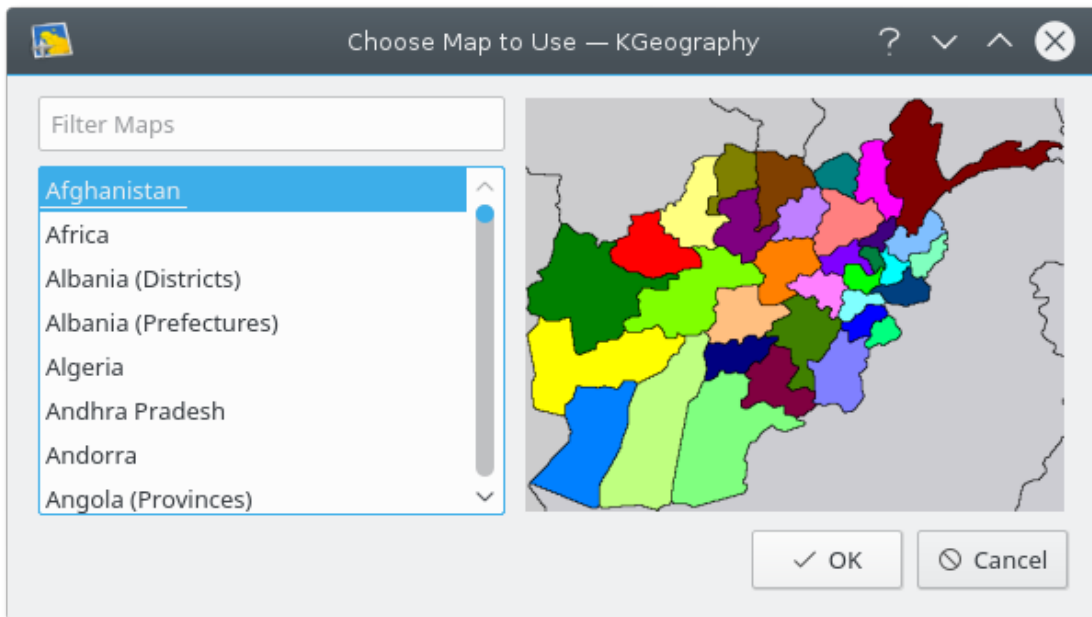 Choose Map to Use — KGeography
Filter Maps
Afghanistan
Africa
Albania (Districts)
Albania (Prefectures)
Algeria
Andhra Pradesh
Andorra
Angola (Provinces)
OK
Cancel